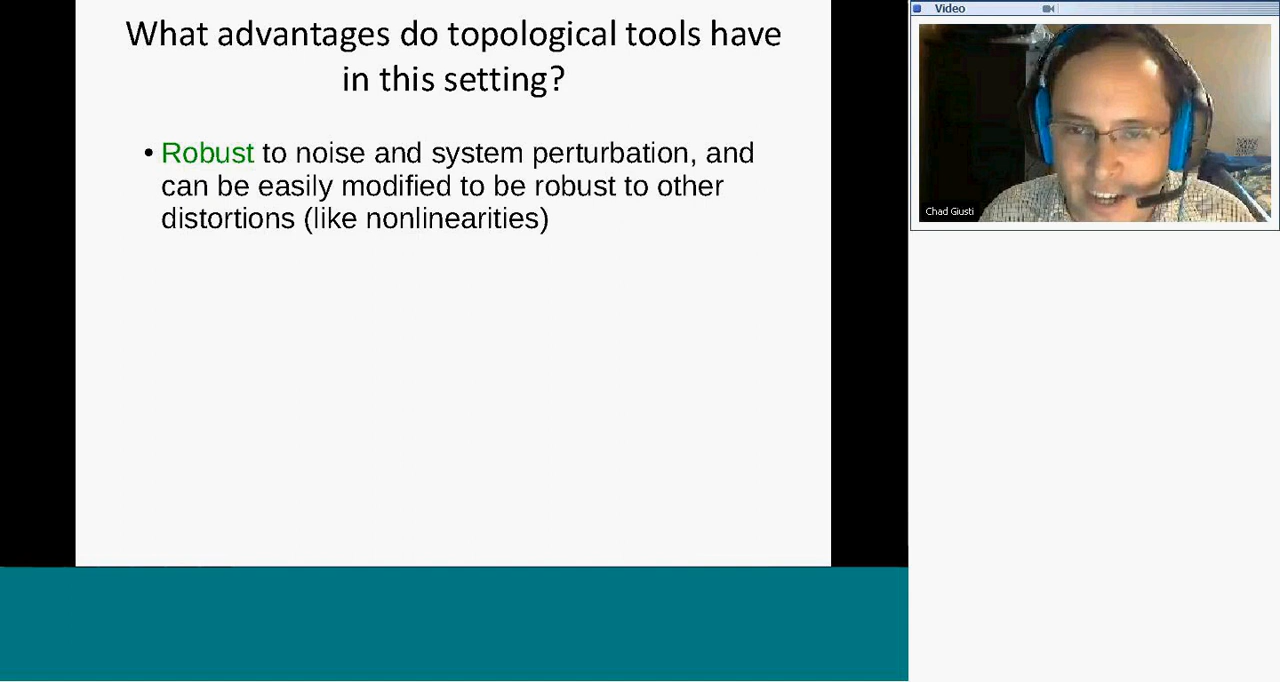 What advantages do topological tools have
in this setting?
• Robust to noise and system perturbation, and
can be easily modified to be robust to other
distortions (like nonlinearities)
Video
Chad Giusti